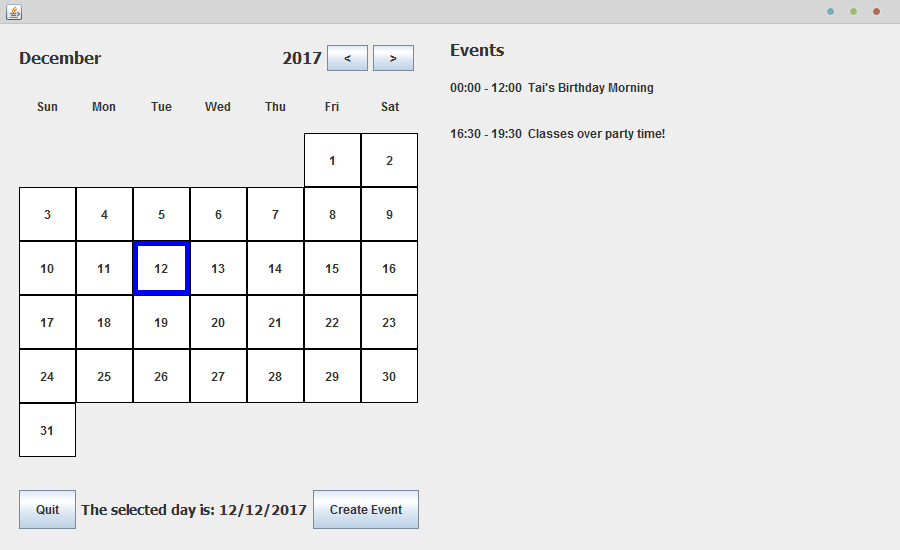 December 2017 < >
Sun Mon Tue Wed Thu Fri Sat
1 2
3 4 5 6 7 8 9
10 11 12 13 14 15 16
17 18 19 20 21 22 23
24 25 26 27 28 29 30
31
Quit The selected day is: 12/12/2017 Create Event
Events
00:00 - 12:00 Tai's Birthday Morning
16:30 - 19:30 Classes over party time!